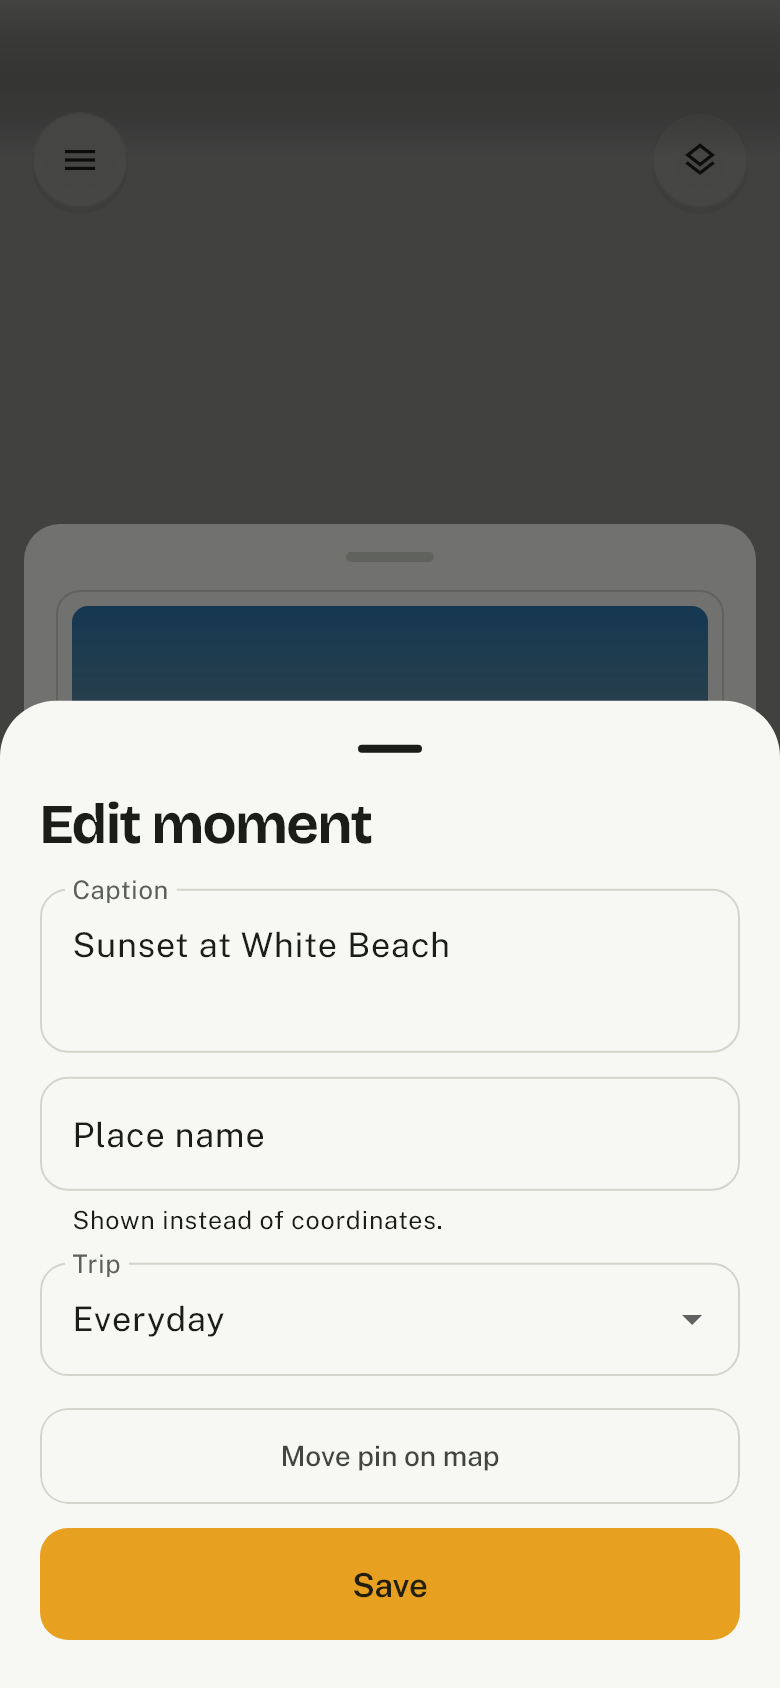 Edit moment
Caption
Sunset at White Beach
Place name
Shown instead of coordinates.
Trip
Everyday
Move pin on map
Save